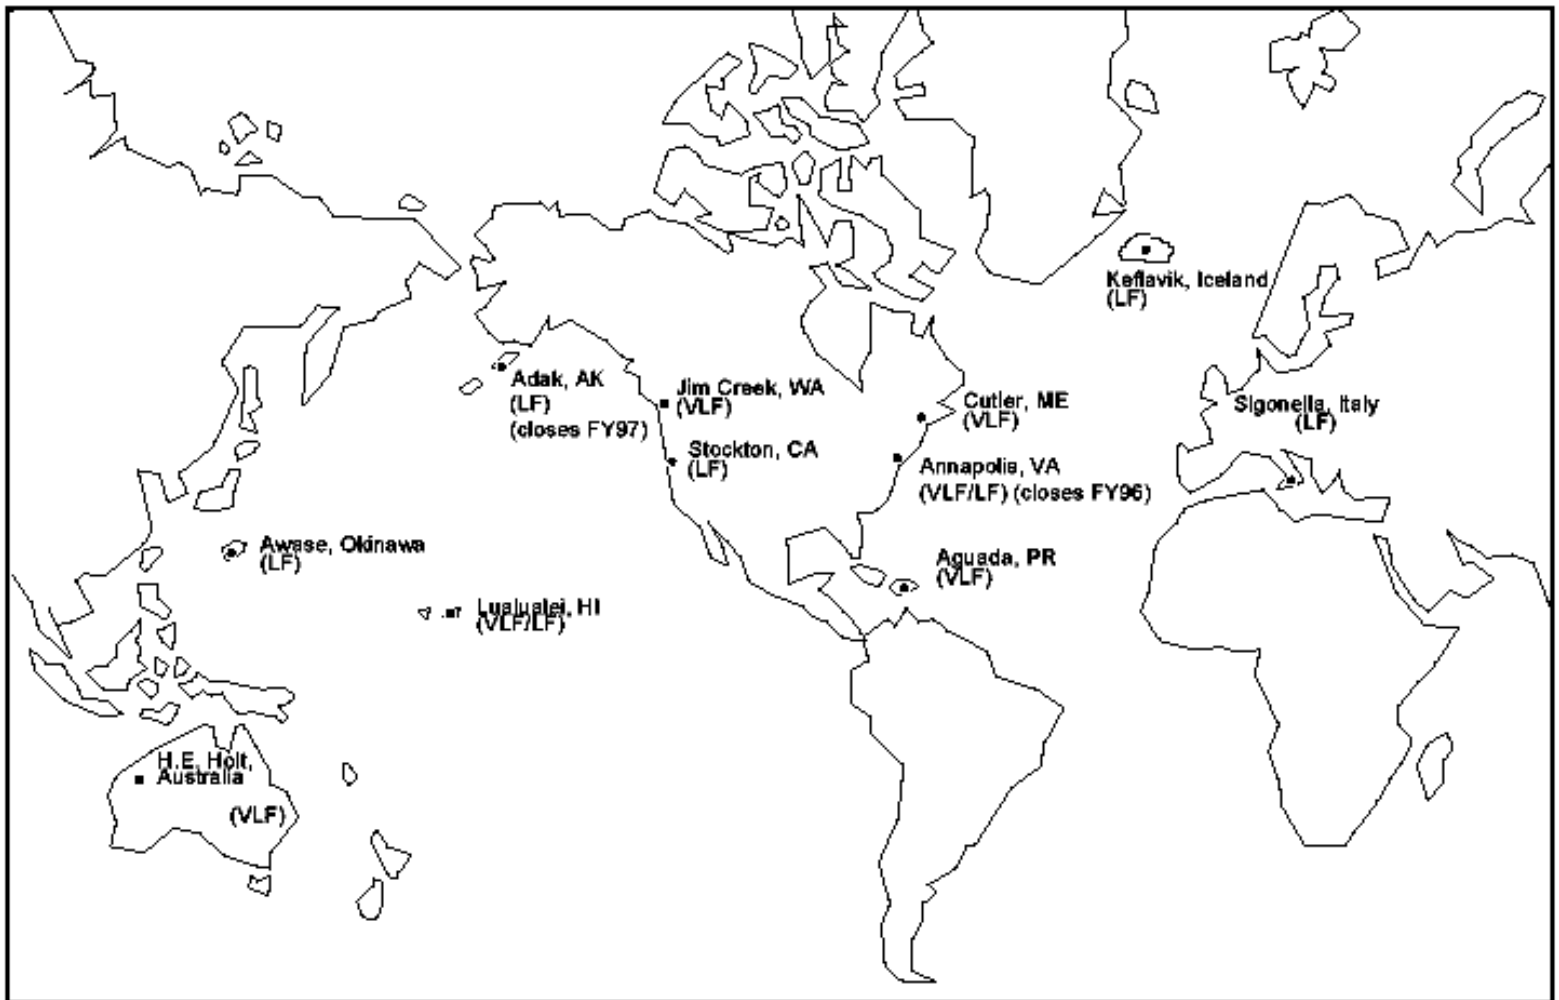 Keflavik, Iceland
(LF)
Adak, AK
(LF)
(closes FY97)
Jim Creek, WA
(VLF)
Stockton, CA
(LF)
Cutler, ME
(VLF)
Annapolis, VA
(VLF/LF) (closes FY96)
Sigonella, Italy
(LF)
Awase, Okinawa
(LF)
Lualualei, HI
(VLF/LF)
Aguada, PR
(VLF)
H.E. Holt,
Australia
(VLF)